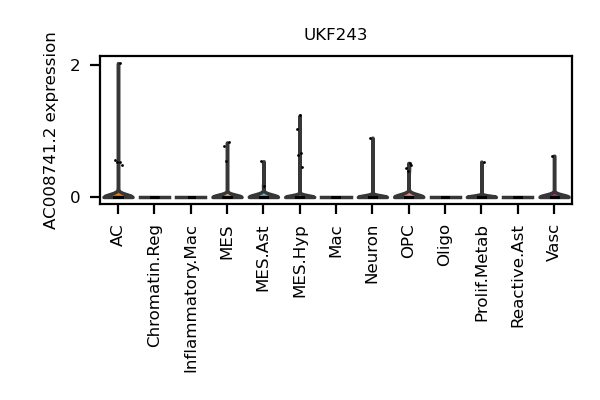 UKF243
AC008741.2 expression
2
0
AC
Chromatin.Reg
Inflammatory.Mac
MES
MES.Ast
MES.Hyp
Mac
Neuron
OPC
Oligo
Prolif.Metab
Reactive.Ast
Vasc